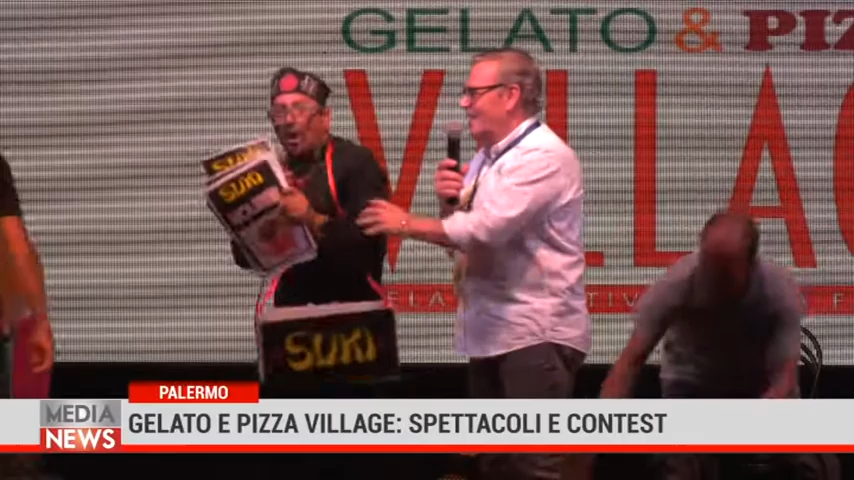 GELATO & PIZ
VILLAG
SUKI
SUKI
SUKI
PALERMO
MEDIA
NEWS
GELATO E PIZZA VILLAGE: SPETTACOLI E CONTEST